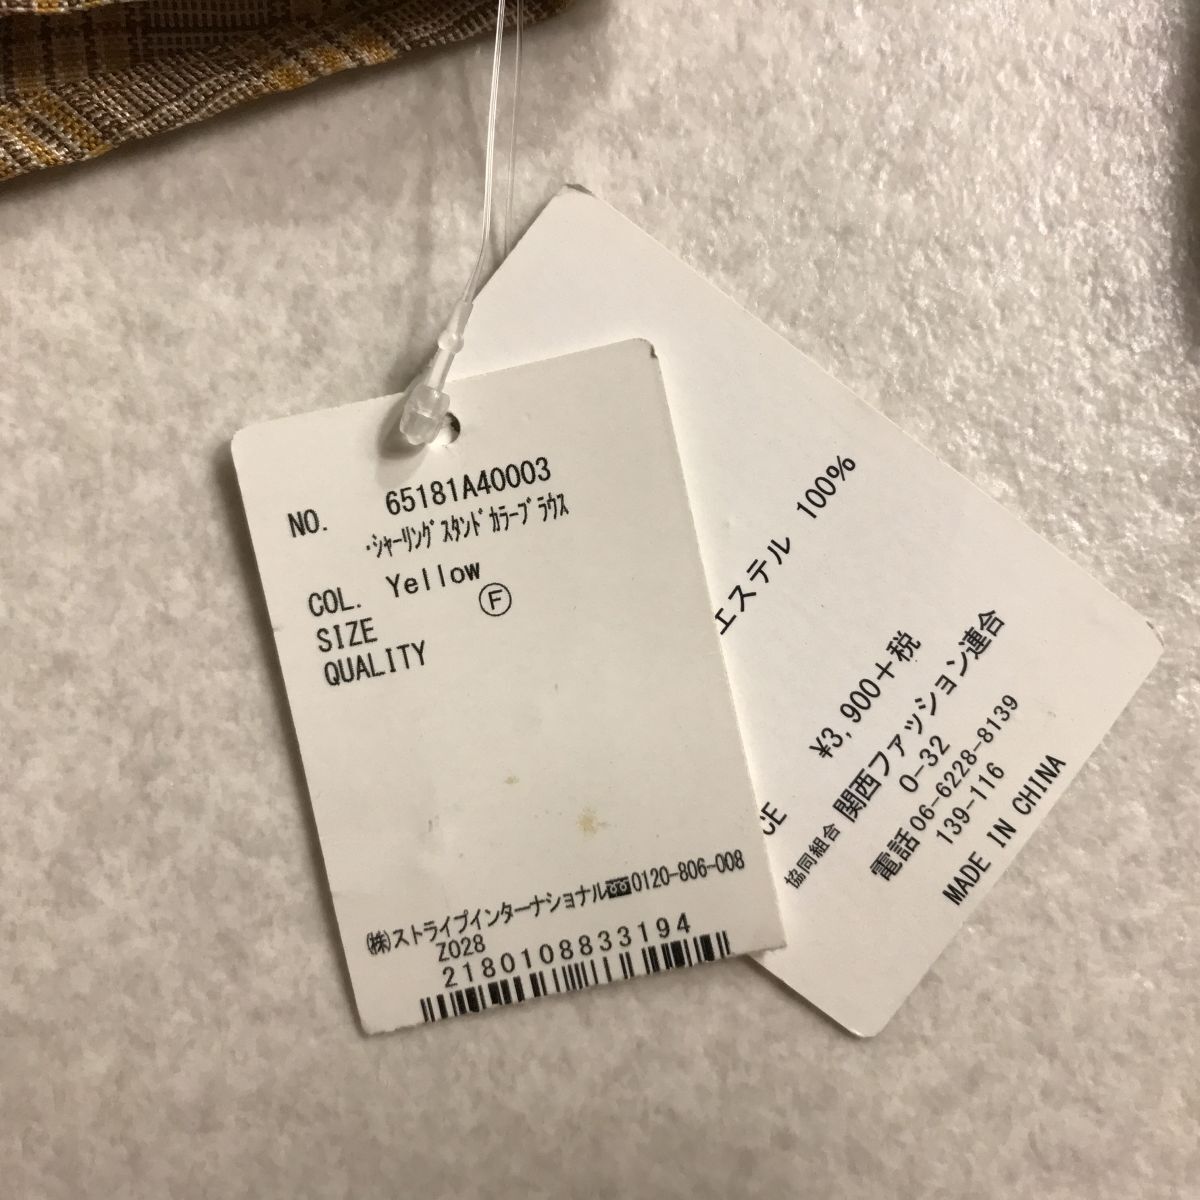 NO. 65181A40003
･ｼｬｰﾘﾝｸﾞｽﾀﾝﾄﾞｶﾗｰﾌﾞﾗｳｽ
COL. Yellow
SIZE Ⓕ
QUALITY
㈱ストライプインターナショナル 0120-806-008
Z028
2180108833194
エステル 100%
¥3,900+税
協同組合 関西ファッション連合
0-32
電話 06-6228-8139
139-116
MADE IN CHINA